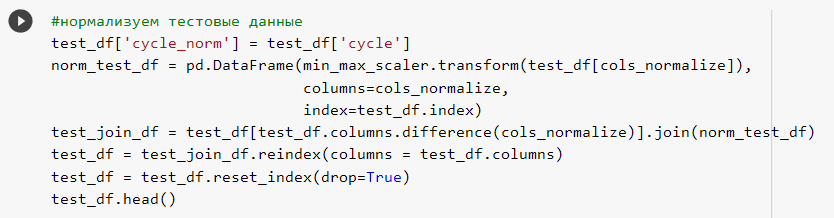 #нормализуем тестовые данные
test_df['cycle_norm'] = test_df['cycle']
norm_test_df = pd.DataFrame(min_max_scaler.transform(test_df[cols_normalize]),
                            columns=cols_normalize,
                            index=test_df.index)
test_join_df = test_df[test_df.columns.difference(cols_normalize)].join(norm_test_df)
test_df = test_join_df.reindex(columns = test_df.columns)
test_df = test_df.reset_index(drop=True)
test_df.head()